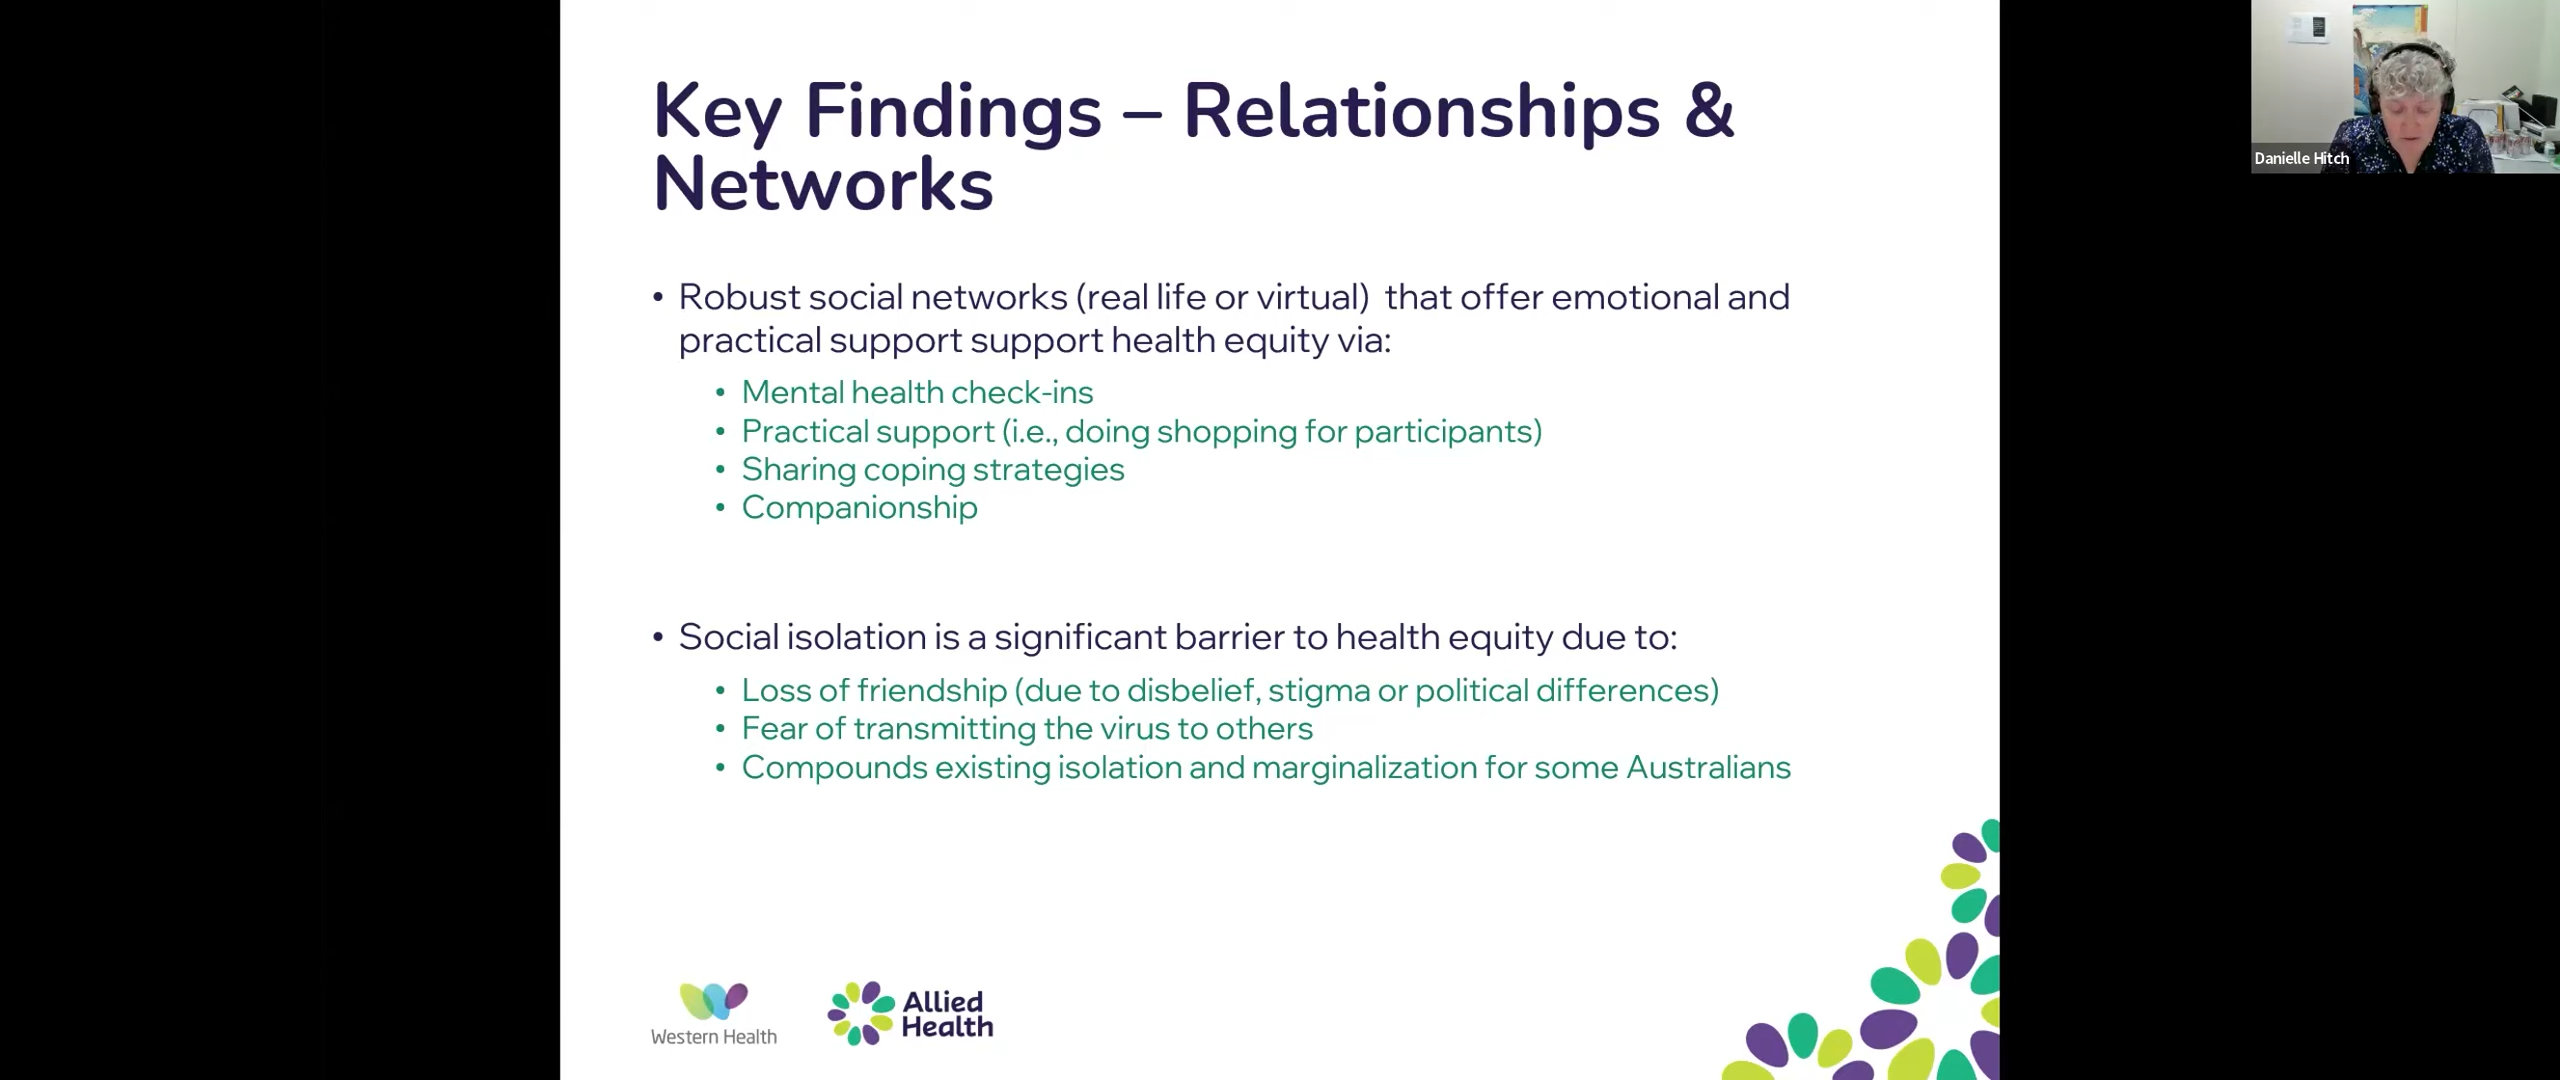 Key Findings – Relationships &
Networks
• Robust social networks (real life or virtual)  that offer emotional and
practical support support health equity via:
• Mental health check-ins
• Practical support (i.e., doing shopping for participants)
• Sharing coping strategies
• Companionship
• Social isolation is a significant barrier to health equity due to:
• Loss of friendship (due to disbelief, stigma or political differences)
• Fear of transmitting the virus to others
• Compounds existing isolation and marginalization for some Australians
Western Health
Allied
Health
Danielle Hitch